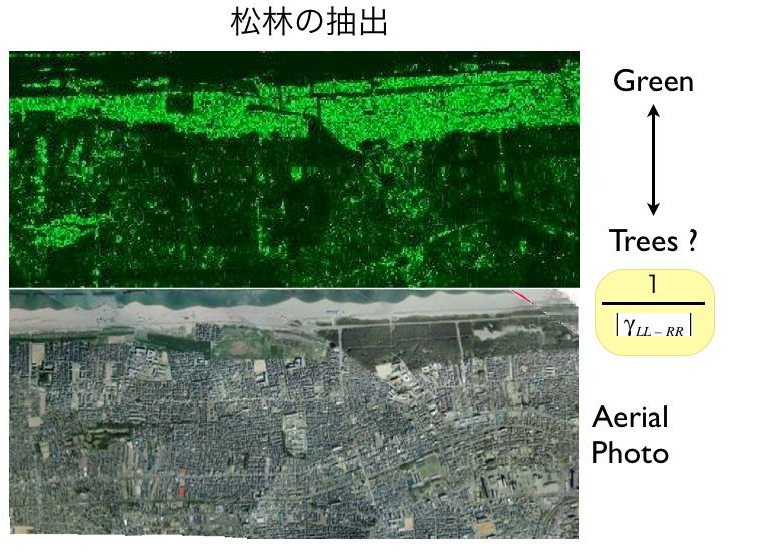 松林の抽出
Green
Trees ?
1
|γLL − RR|
Aerial
Photo